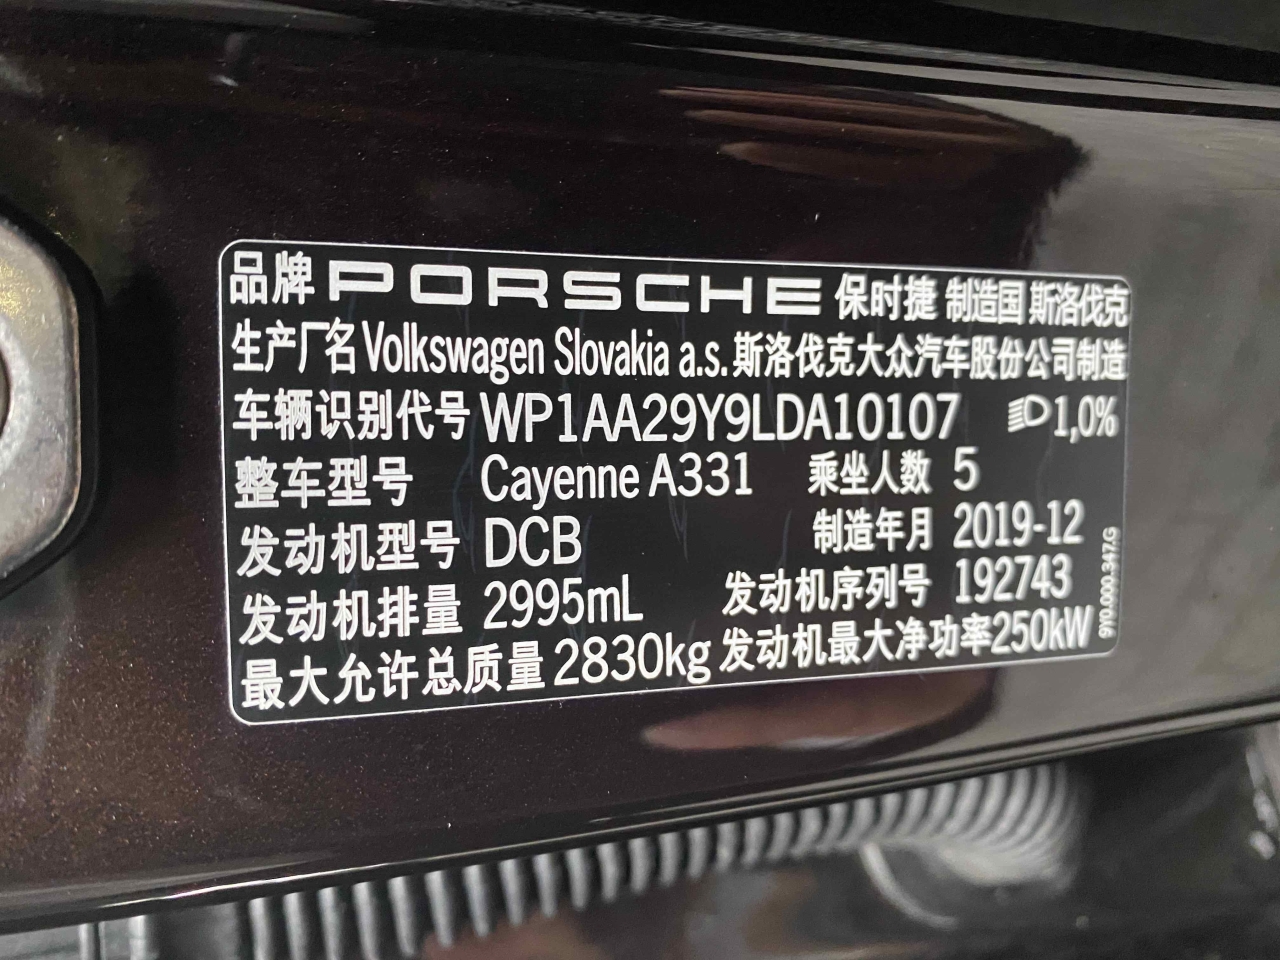 品牌 PORSCHE 保时捷 制造国 斯洛伐克
生产厂名 Volkswagen Slovakia a.s. 斯洛伐克大众汽车股份公司制造
车辆识别代号 WP1AA29Y9LDA10107 1,0%
整车型号 Cayenne A331 乘坐人数 5
发动机型号 DCB 制造年月 2019-12
发动机排量 2995mL 发动机序列号 192743
最大允许总质量 2830kg 发动机最大净功率 250kW
9Y0.000.347.G